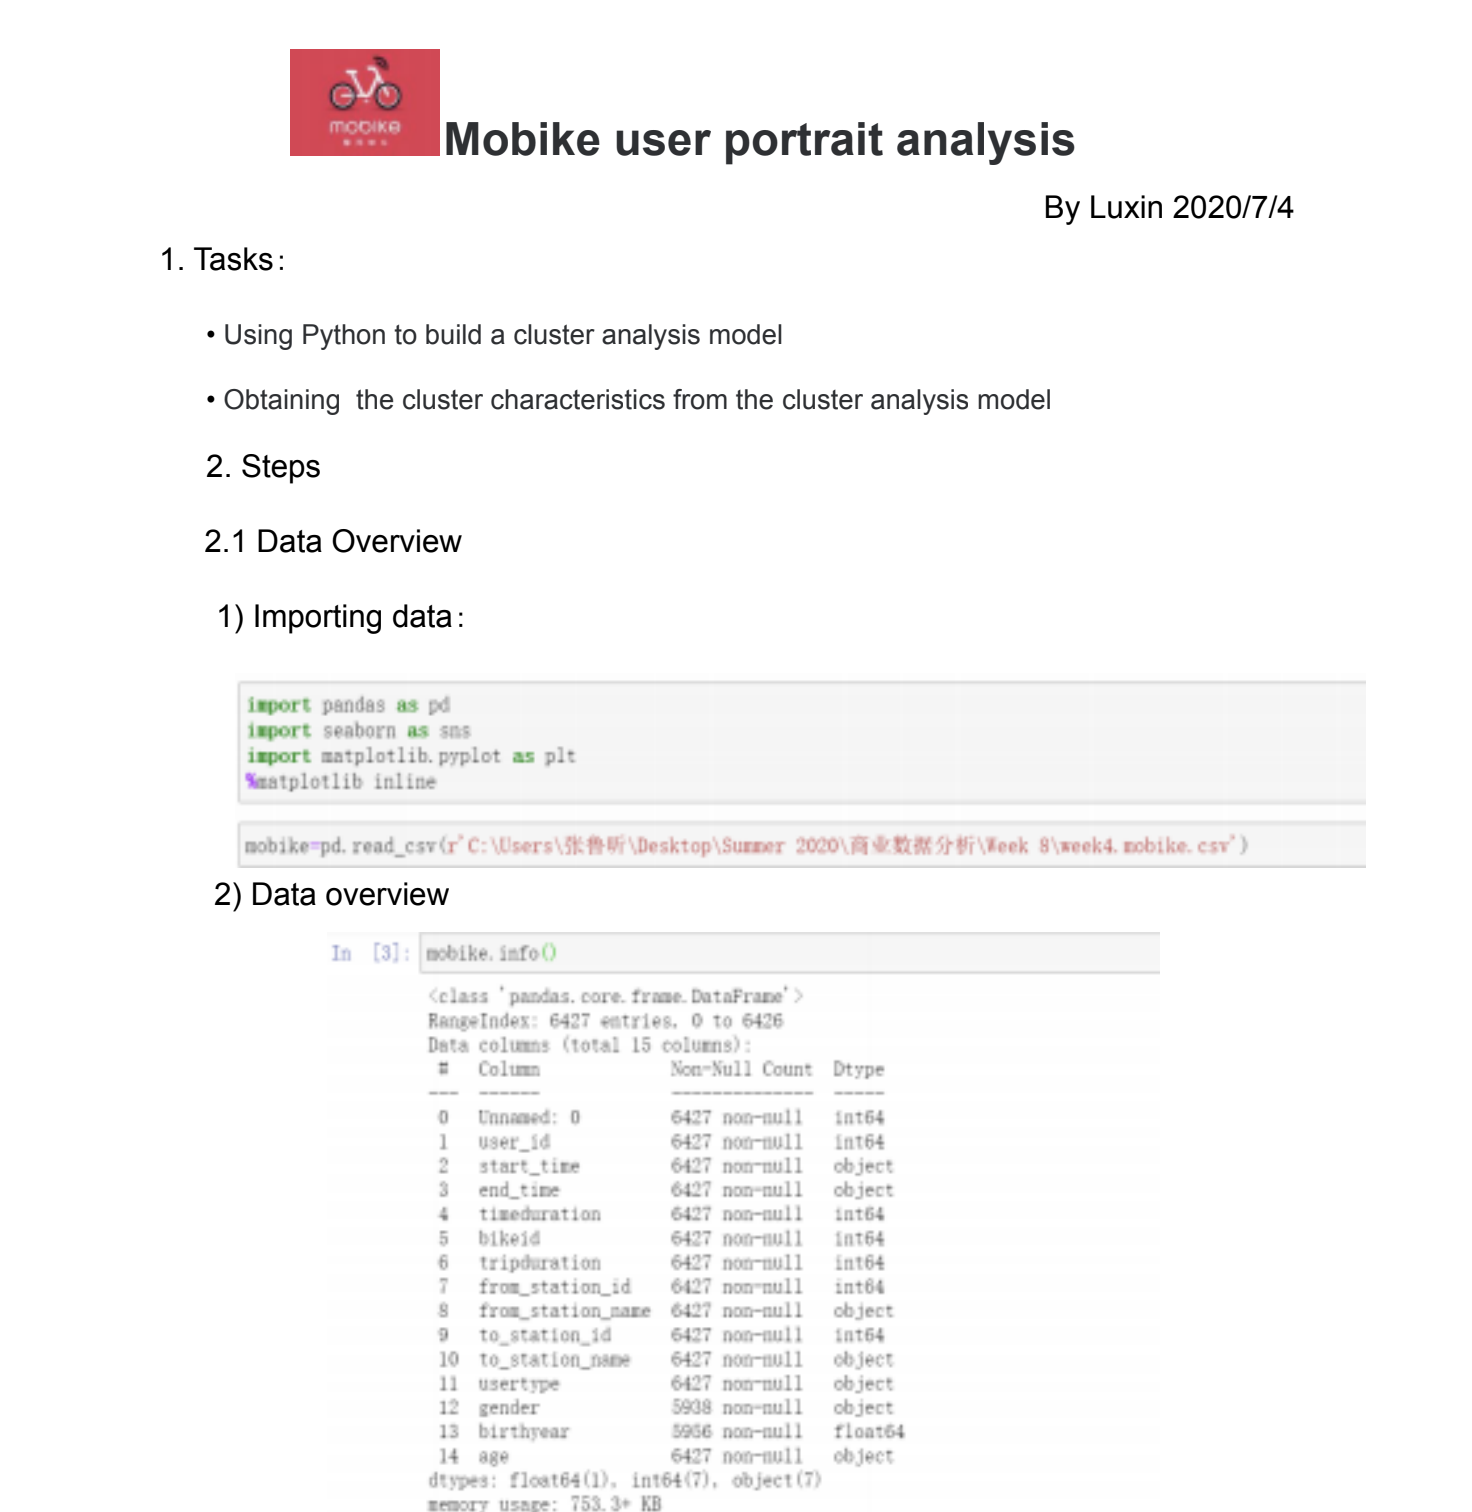 mobike
Mobike user portrait analysis
By Luxin 2020/7/4
1. Tasks：
• Using Python to build a cluster analysis model
• Obtaining  the cluster characteristics from the cluster analysis model
2. Steps
2.1 Data Overview
1) Importing data：
import pandas as pd
import seaborn as sns
import matplotlib.pyplot as plt
%matplotlib inline
mobike=pd.read_csv(r'C:\Users\张鲁昕\Desktop\Summer 2020\商业数据分析\Week 8\week4.mobike.csv')
2) Data overview
In [3]: mobike.info()
<class 'pandas.core.frame.DataFrame'>
RangeIndex: 6427 entries, 0 to 6426
Data columns (total 15 columns):
#   Column   Non-Null Count   Dtype
---  ------  --------------  -----
0   Unnamed: 0   6427 non-null   int64
1   user_id   6427 non-null   int64
2   start_time   6427 non-null   object
3   end_time   6427 non-null   object
4   timeduration   6427 non-null   int64
5   bikeid   6427 non-null   int64
6   tripduration   6427 non-null   int64
7   from_station_id   6427 non-null   int64
8   from_station_name   6427 non-null   object
9   to_station_id   6427 non-null   int64
10   to_station_name   6427 non-null   object
11   usertype   6427 non-null   object
12   gender   5938 non-null   object
13   birthyear   5956 non-null   float64
14   age   6427 non-null   object
dtypes: float64(1), int64(7), object(7)
memory usage: 753.3+ KB